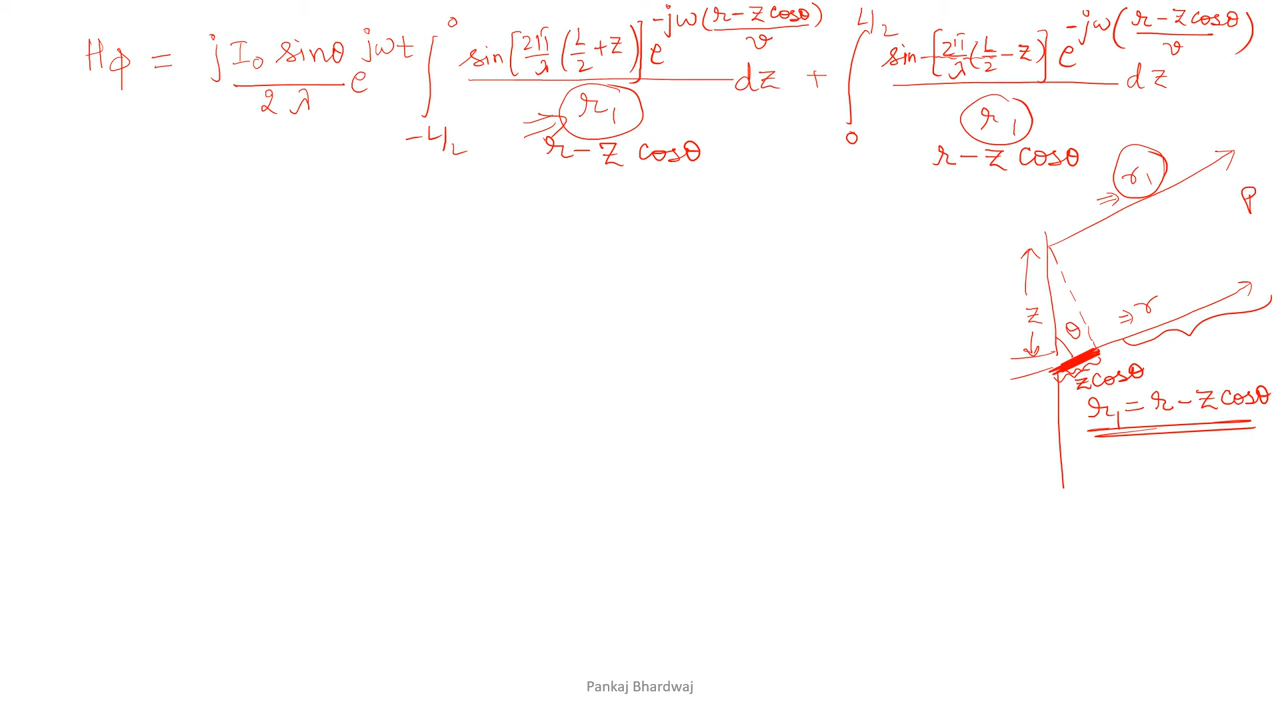 Hφ = j I₀ sinθ / 2λ e^{jωt} ∫_{-L/2}^{0} sin[2π/λ (L/2 + z)] e^{-jω(r - z cosθ / v)} / r₁ dz + ∫_{0}^{L/2} sin[2π/λ (L/2 - z)] e^{-jω(r - z cosθ / v)} / r₁ dz
⇒ r - z cosθ
r - z cosθ
⇒ r₁
P
z
θ
⇒ r
z cosθ
r₁ = r - z cosθ
Pankaj Bhardwaj